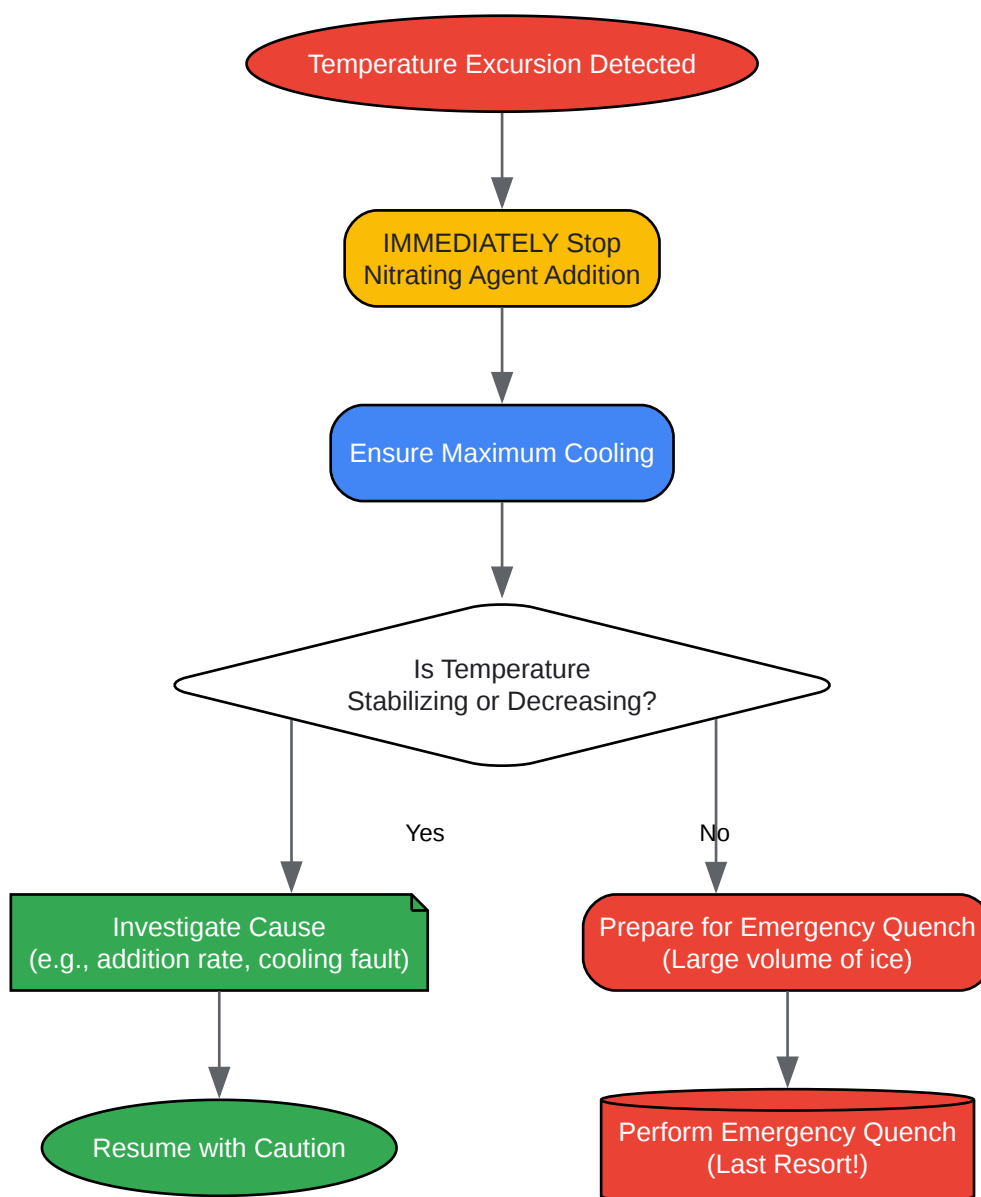 Temperature Excursion Detected
IMMEDIATELY Stop
Nitrating Agent Addition
Ensure Maximum Cooling
Is Temperature
Stabilizing or Decreasing?
Yes
No
Investigate Cause
(e.g., addition rate, cooling fault)
Prepare for Emergency Quench
(Large volume of ice)
Resume with Caution
Perform Emergency Quench
(Last Resort!)